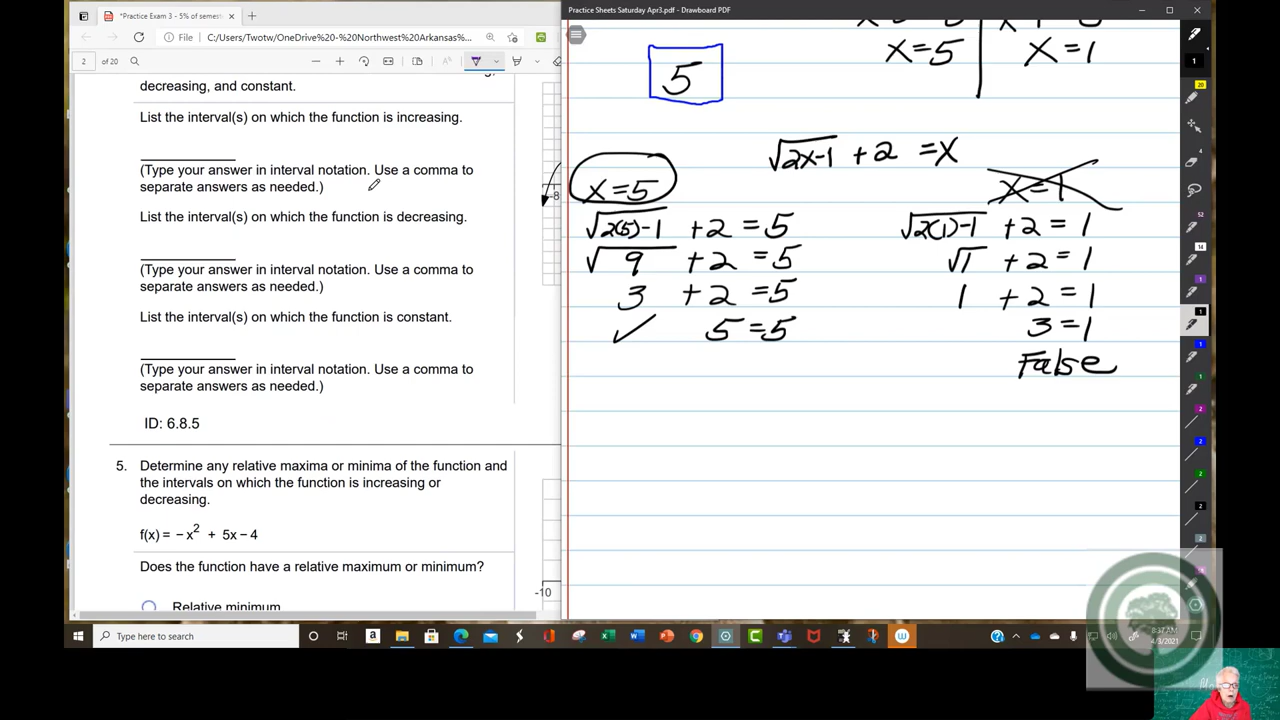 *Practice Exam 3 - 5% of semes
File C:/Users/Twotw/OneDrive%20-%20Northwest%20Arkansas%...
2 of 20
decreasing, and constant.
List the interval(s) on which the function is increasing.
(Type your answer in interval notation. Use a comma to
separate answers as needed.)
List the interval(s) on which the function is decreasing.
(Type your answer in interval notation. Use a comma to
separate answers as needed.)
List the interval(s) on which the function is constant.
(Type your answer in interval notation. Use a comma to
separate answers as needed.)
ID: 6.8.5
5. Determine any relative maxima or minima of the function and
the intervals on which the function is increasing or
decreasing.
f(x) = − x² + 5x − 4
Does the function have a relative maximum or minimum?
Relative minimum
-8
-10
Practice Sheets Saturday Apr3.pdf - Drawboard PDF
x=5 x=1
5
√2x-1 +2 =x
x=5 x=1
√2(5)-1 +2 =5 √2(1)-1 +2 = 1
√9 +2 =5 √1 +2 = 1
3 +2 =5 1 +2 = 1
✓ 5 =5 3 =1
False
Type here to search
8:37 AM
4/3/2021